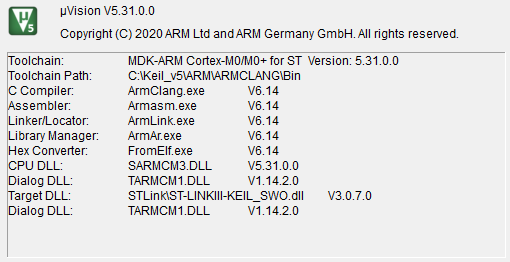 µVision V5.31.0.0
Copyright (C) 2020 ARM Ltd and ARM Germany GmbH. All rights reserved.
Toolchain: MDK-ARM Cortex-M0/M0+ for ST Version: 5.31.0.0
Toolchain Path: C:\Keil_v5\ARM\ARMCLANG\Bin
C Compiler: ArmClang.exe V6.14
Assembler: Armasm.exe V6.14
Linker/Locator: ArmLink.exe V6.14
Library Manager: ArmAr.exe V6.14
Hex Converter: FromElf.exe V6.14
CPU DLL: SARMCM3.DLL V5.31.0.0
Dialog DLL: TARMCM1.DLL V1.14.2.0
Target DLL: STLink\ST-LINKIII-KEIL_SWO.dll V3.0.7.0
Dialog DLL: TARMCM1.DLL V1.14.2.0